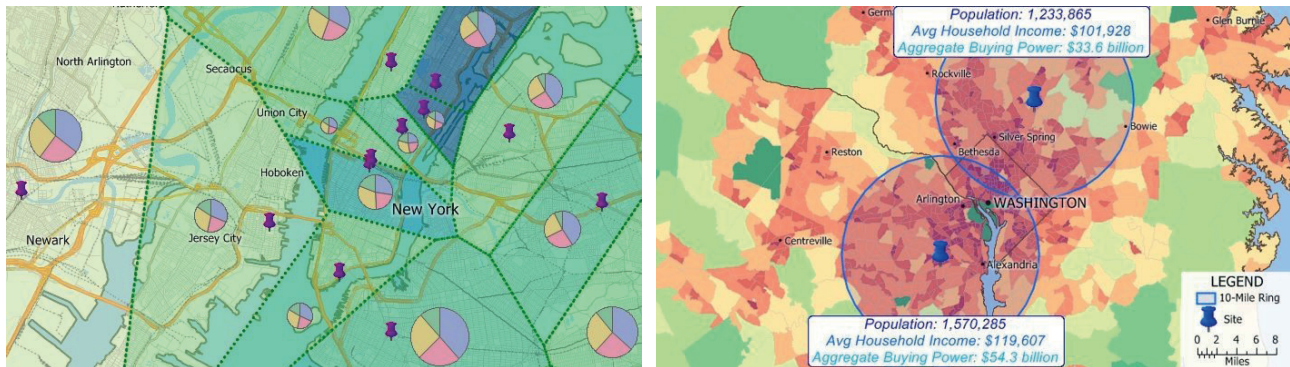 North Arlington
Secaucus
Union City
Hoboken
New York
Jersey City
Newark
Population: 1,233,865
Avg Household Income: $101,928
Aggregate Buying Power: $33.6 billion
Glen Burnie
Rockville
Silver Spring
Bowie
Bethesda
Reston
Arlington
WASHINGTON
Centreville
Alexandria
Population: 1,570,285
Avg Household Income: $119,607
Aggregate Buying Power: $54.3 billion
LEGEND
10-Mile Ring
Site
0 2 4 6 8
Miles